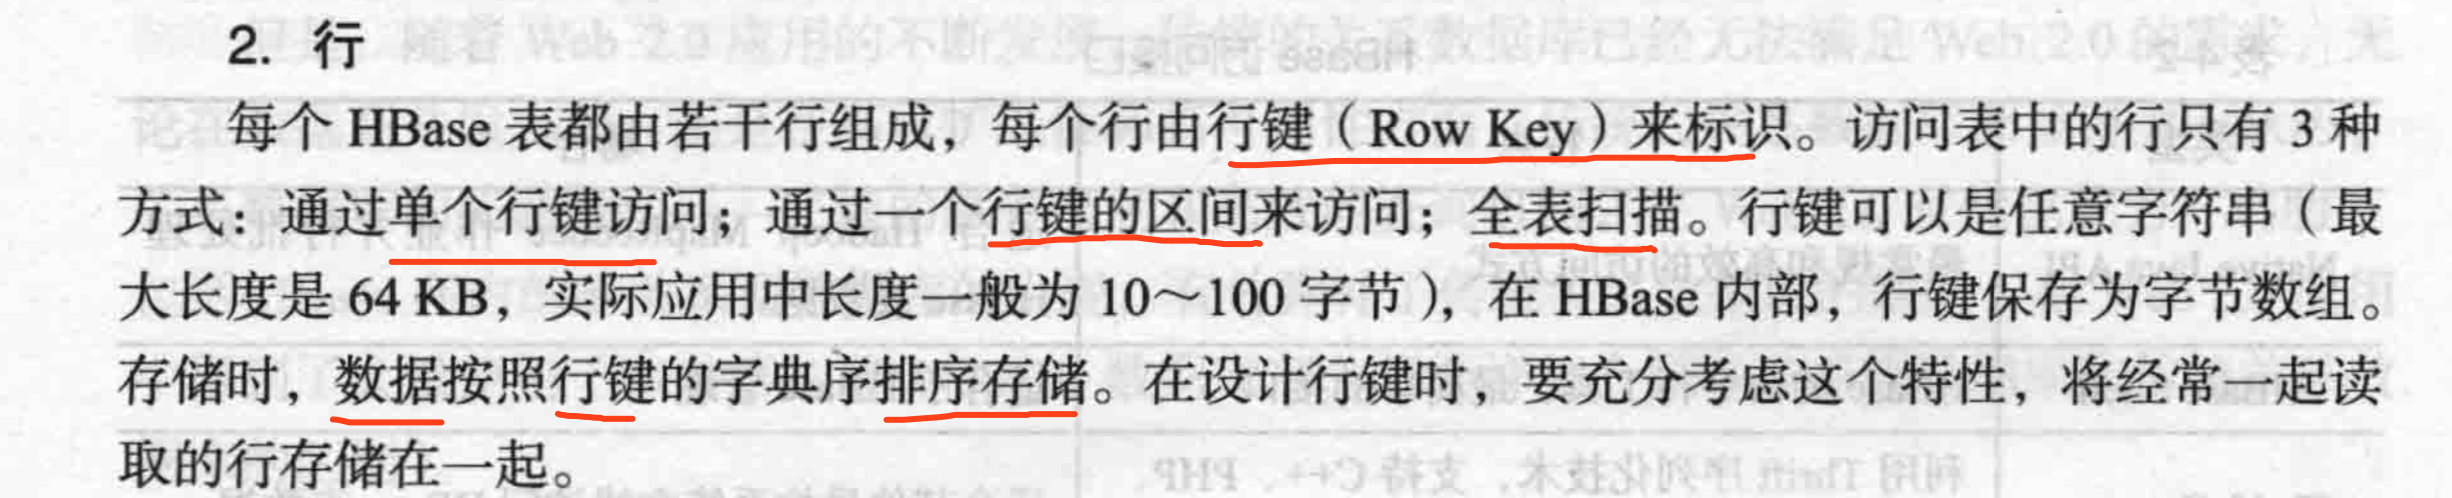 2. 行
每个 HBase 表都由若干行组成，每个行由行键（Row Key）来标识。访问表中的行只有 3 种
方式：通过单个行键访问；通过一个行键的区间来访问；全表扫描。行键可以是任意字符串（最
大长度是 64 KB，实际应用中长度一般为 10～100 字节），在 HBase 内部，行键保存为字节数组。
存储时，数据按照行键的字典序排序存储。在设计行键时，要充分考虑这个特性，将经常一起读
取的行存储在一起。